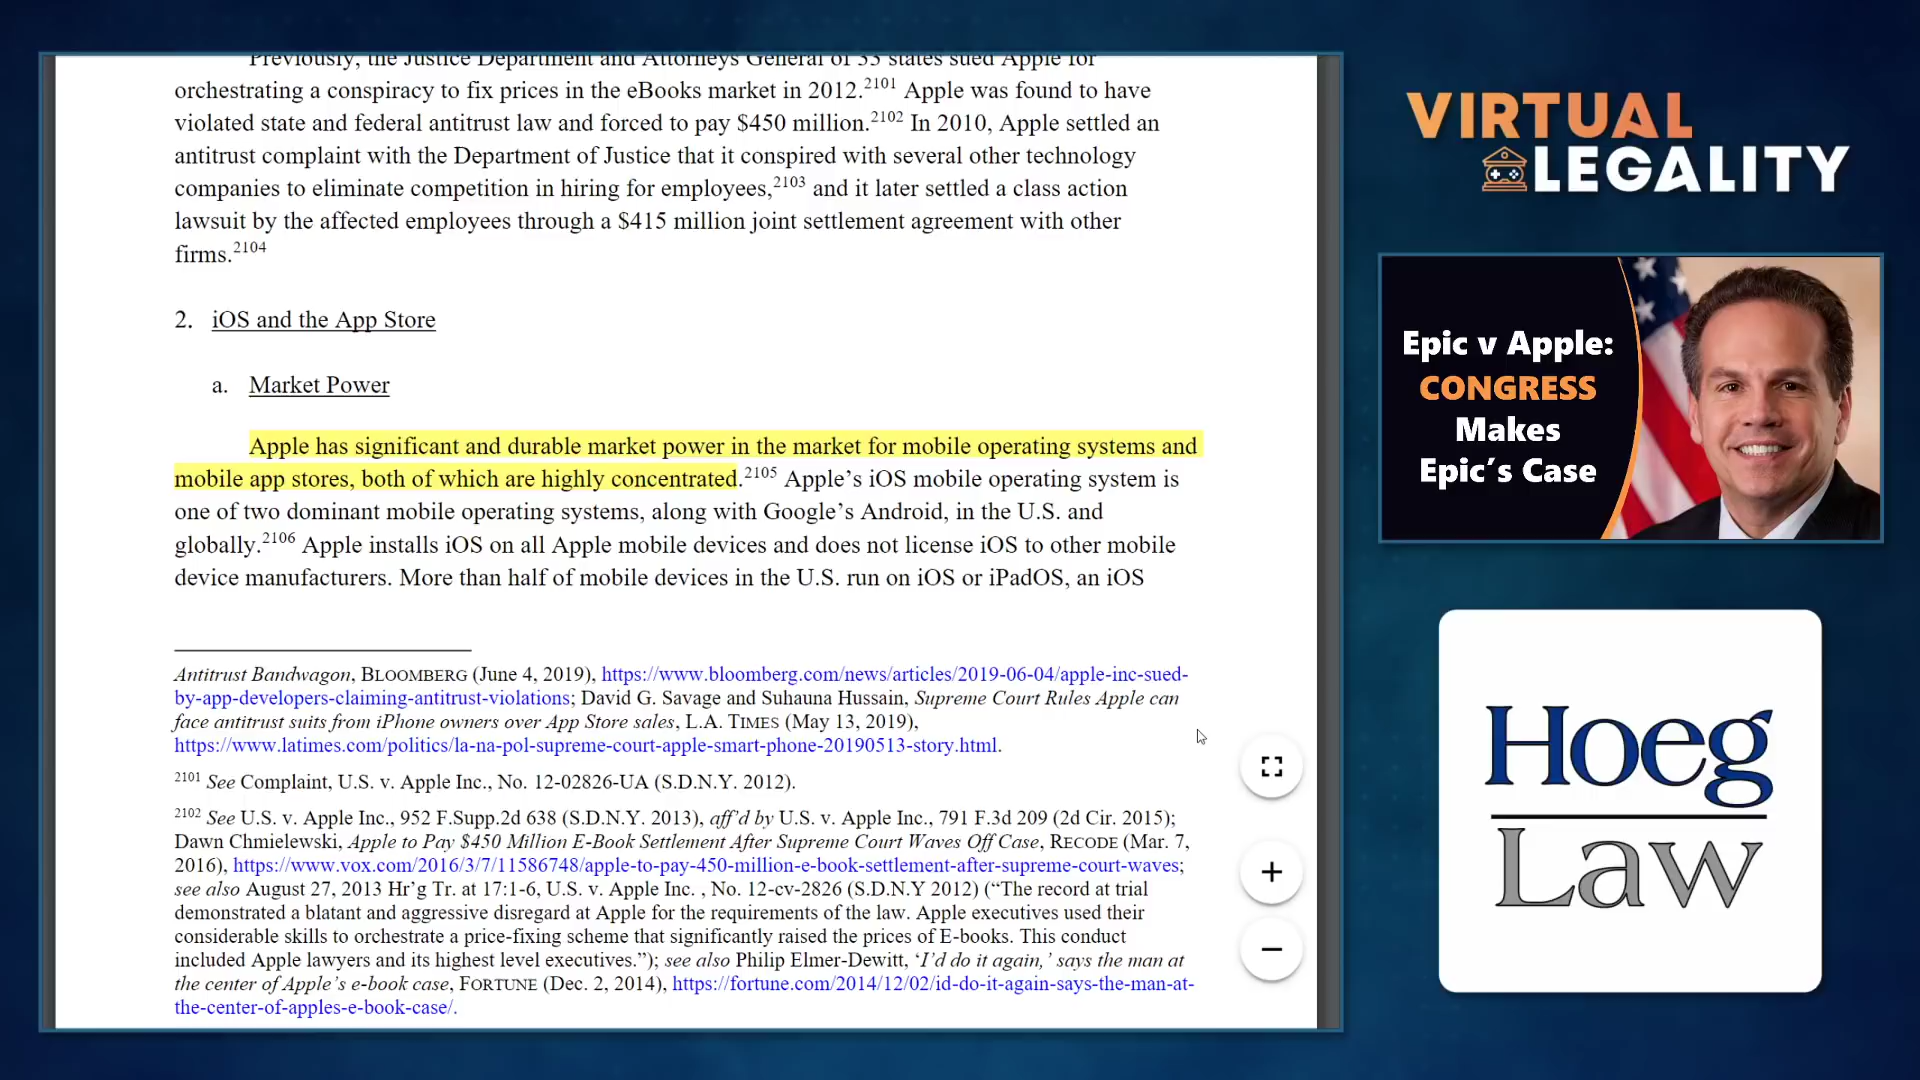 Previously, the Justice Department and Attorneys General of 33 states sued Apple for
orchestrating a conspiracy to fix prices in the eBooks market in 2012.2101 Apple was found to have
violated state and federal antitrust law and forced to pay $450 million.2102 In 2010, Apple settled an
antitrust complaint with the Department of Justice that it conspired with several other technology
companies to eliminate competition in hiring for employees,2103 and it later settled a class action
lawsuit by the affected employees through a $415 million joint settlement agreement with other
firms.2104
2. iOS and the App Store
a. Market Power
Apple has significant and durable market power in the market for mobile operating systems and
mobile app stores, both of which are highly concentrated.2105 Apple’s iOS mobile operating system is
one of two dominant mobile operating systems, along with Google’s Android, in the U.S. and
globally.2106 Apple installs iOS on all Apple mobile devices and does not license iOS to other mobile
device manufacturers. More than half of mobile devices in the U.S. run on iOS or iPadOS, an iOS
Antitrust Bandwagon, BLOOMBERG (June 4, 2019), https://www.bloomberg.com/news/articles/2019-06-04/apple-inc-sued-
by-app-developers-claiming-antitrust-violations; David G. Savage and Suhauna Hussain, Supreme Court Rules Apple can
face antitrust suits from iPhone owners over App Store sales, L.A. TIMES (May 13, 2019),
https://www.latimes.com/politics/la-na-pol-supreme-court-apple-smart-phone-20190513-story.html.
2101 See Complaint, U.S. v. Apple Inc., No. 12-02826-UA (S.D.N.Y. 2012).
2102 See U.S. v. Apple Inc., 952 F.Supp.2d 638 (S.D.N.Y. 2013), aff’d by U.S. v. Apple Inc., 791 F.3d 209 (2d Cir. 2015);
Dawn Chmielewski, Apple to Pay $450 Million E-Book Settlement After Supreme Court Waves Off Case, RECODE (Mar. 7,
2016), https://www.vox.com/2016/3/7/11586748/apple-to-pay-450-million-e-book-settlement-after-supreme-court-waves;
see also August 27, 2013 Hr’g Tr. at 17:1-6, U.S. v. Apple Inc. , No. 12-cv-2826 (S.D.N.Y 2012) (“The record at trial
demonstrated a blatant and aggressive disregard at Apple for the requirements of the law. Apple executives used their
considerable skills to orchestrate a price-fixing scheme that significantly raised the prices of E-books. This conduct
included Apple lawyers and its highest level executives.”); see also Philip Elmer-Dewitt, ‘I’d do it again,’ says the man at
the center of Apple’s e-book case, FORTUNE (Dec. 2, 2014), https://fortune.com/2014/12/02/id-do-it-again-says-the-man-at-
the-center-of-apples-e-book-case/.
VIRTUAL
LEGALITY
Epic v Apple:
CONGRESS
Makes
Epic’s Case
Hoeg
Law